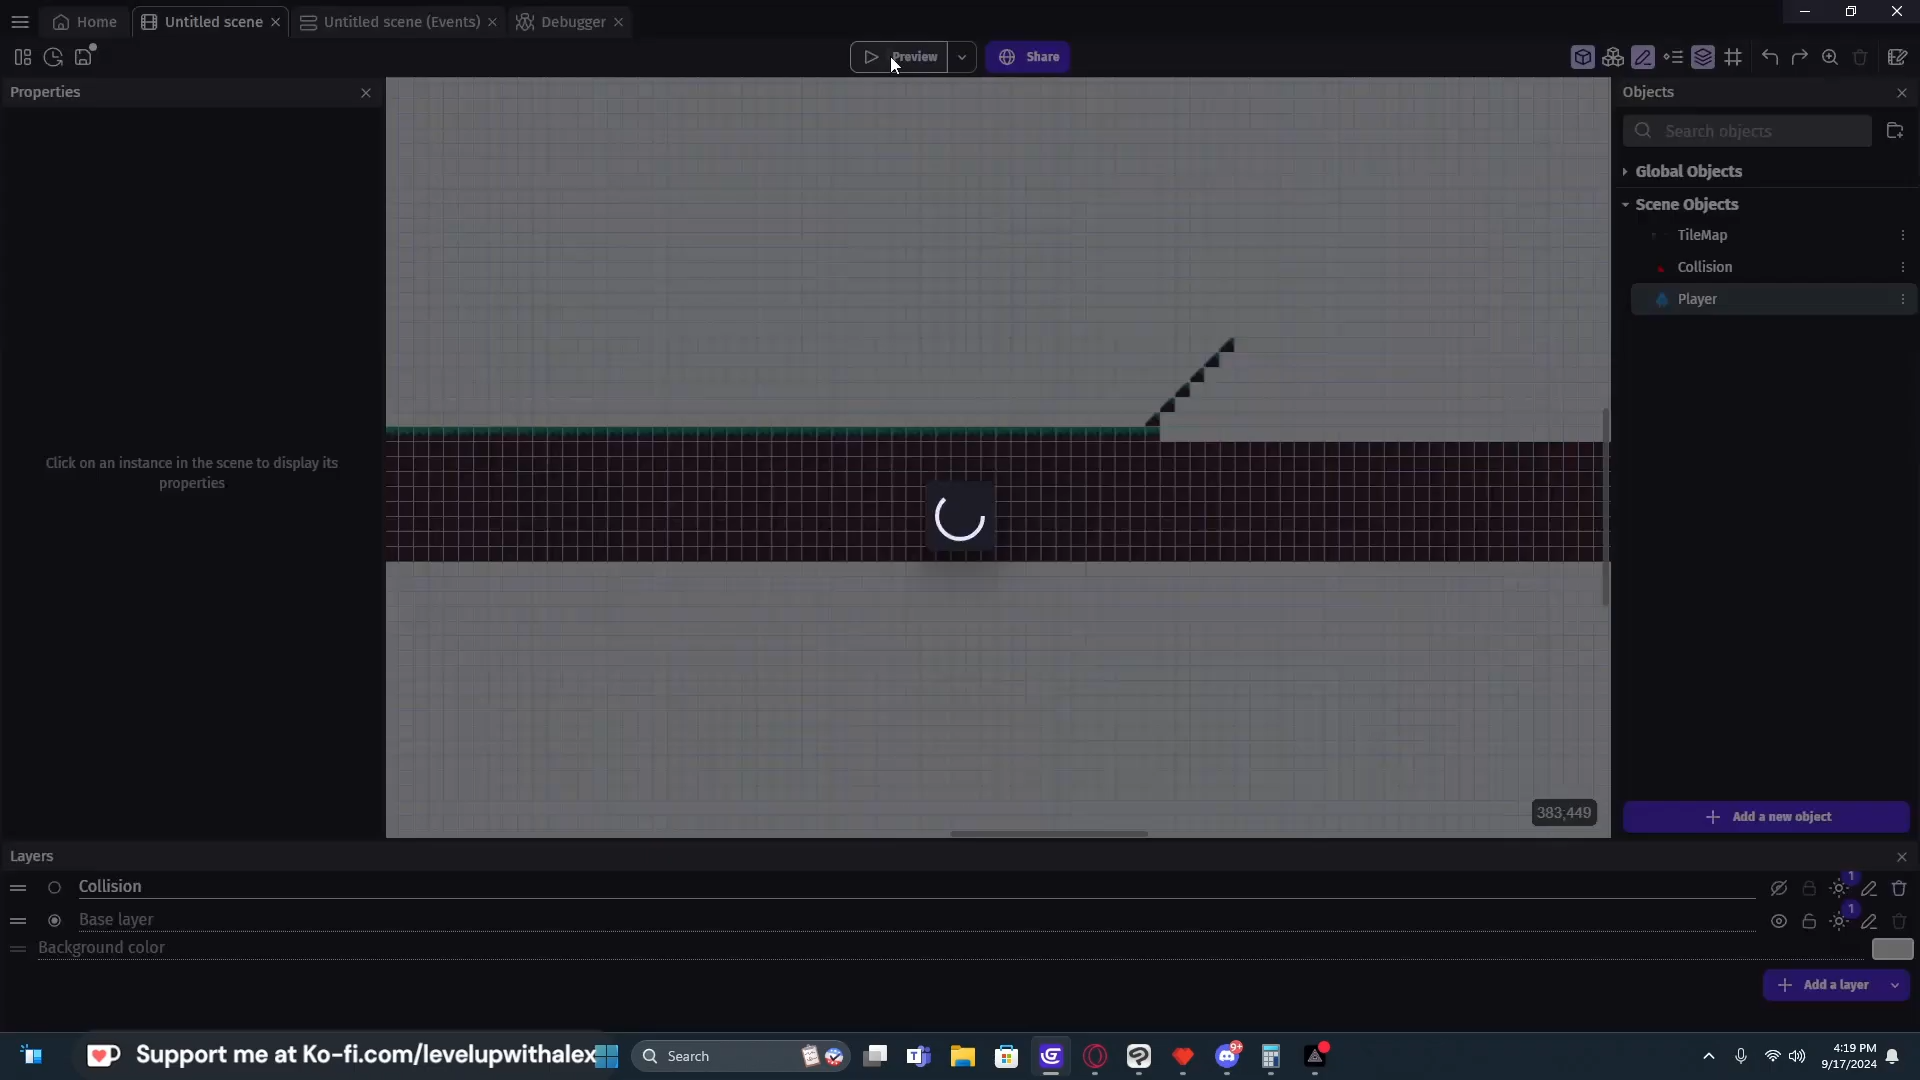 Home
Untitled scene
Untitled scene (Events)
Debugger
Preview
Share
Properties
Objects
Search objects
Global Objects
Scene Objects
TileMap
Collision
Player
Click on an instance in the scene to display its
properties
383;449
Add a new object
Layers
Collision
1
Base layer
1
Background color
Add a layer
Support me at Ko-fi.com/levelupwithalex
Search
9+
4:19 PM
9/17/2024